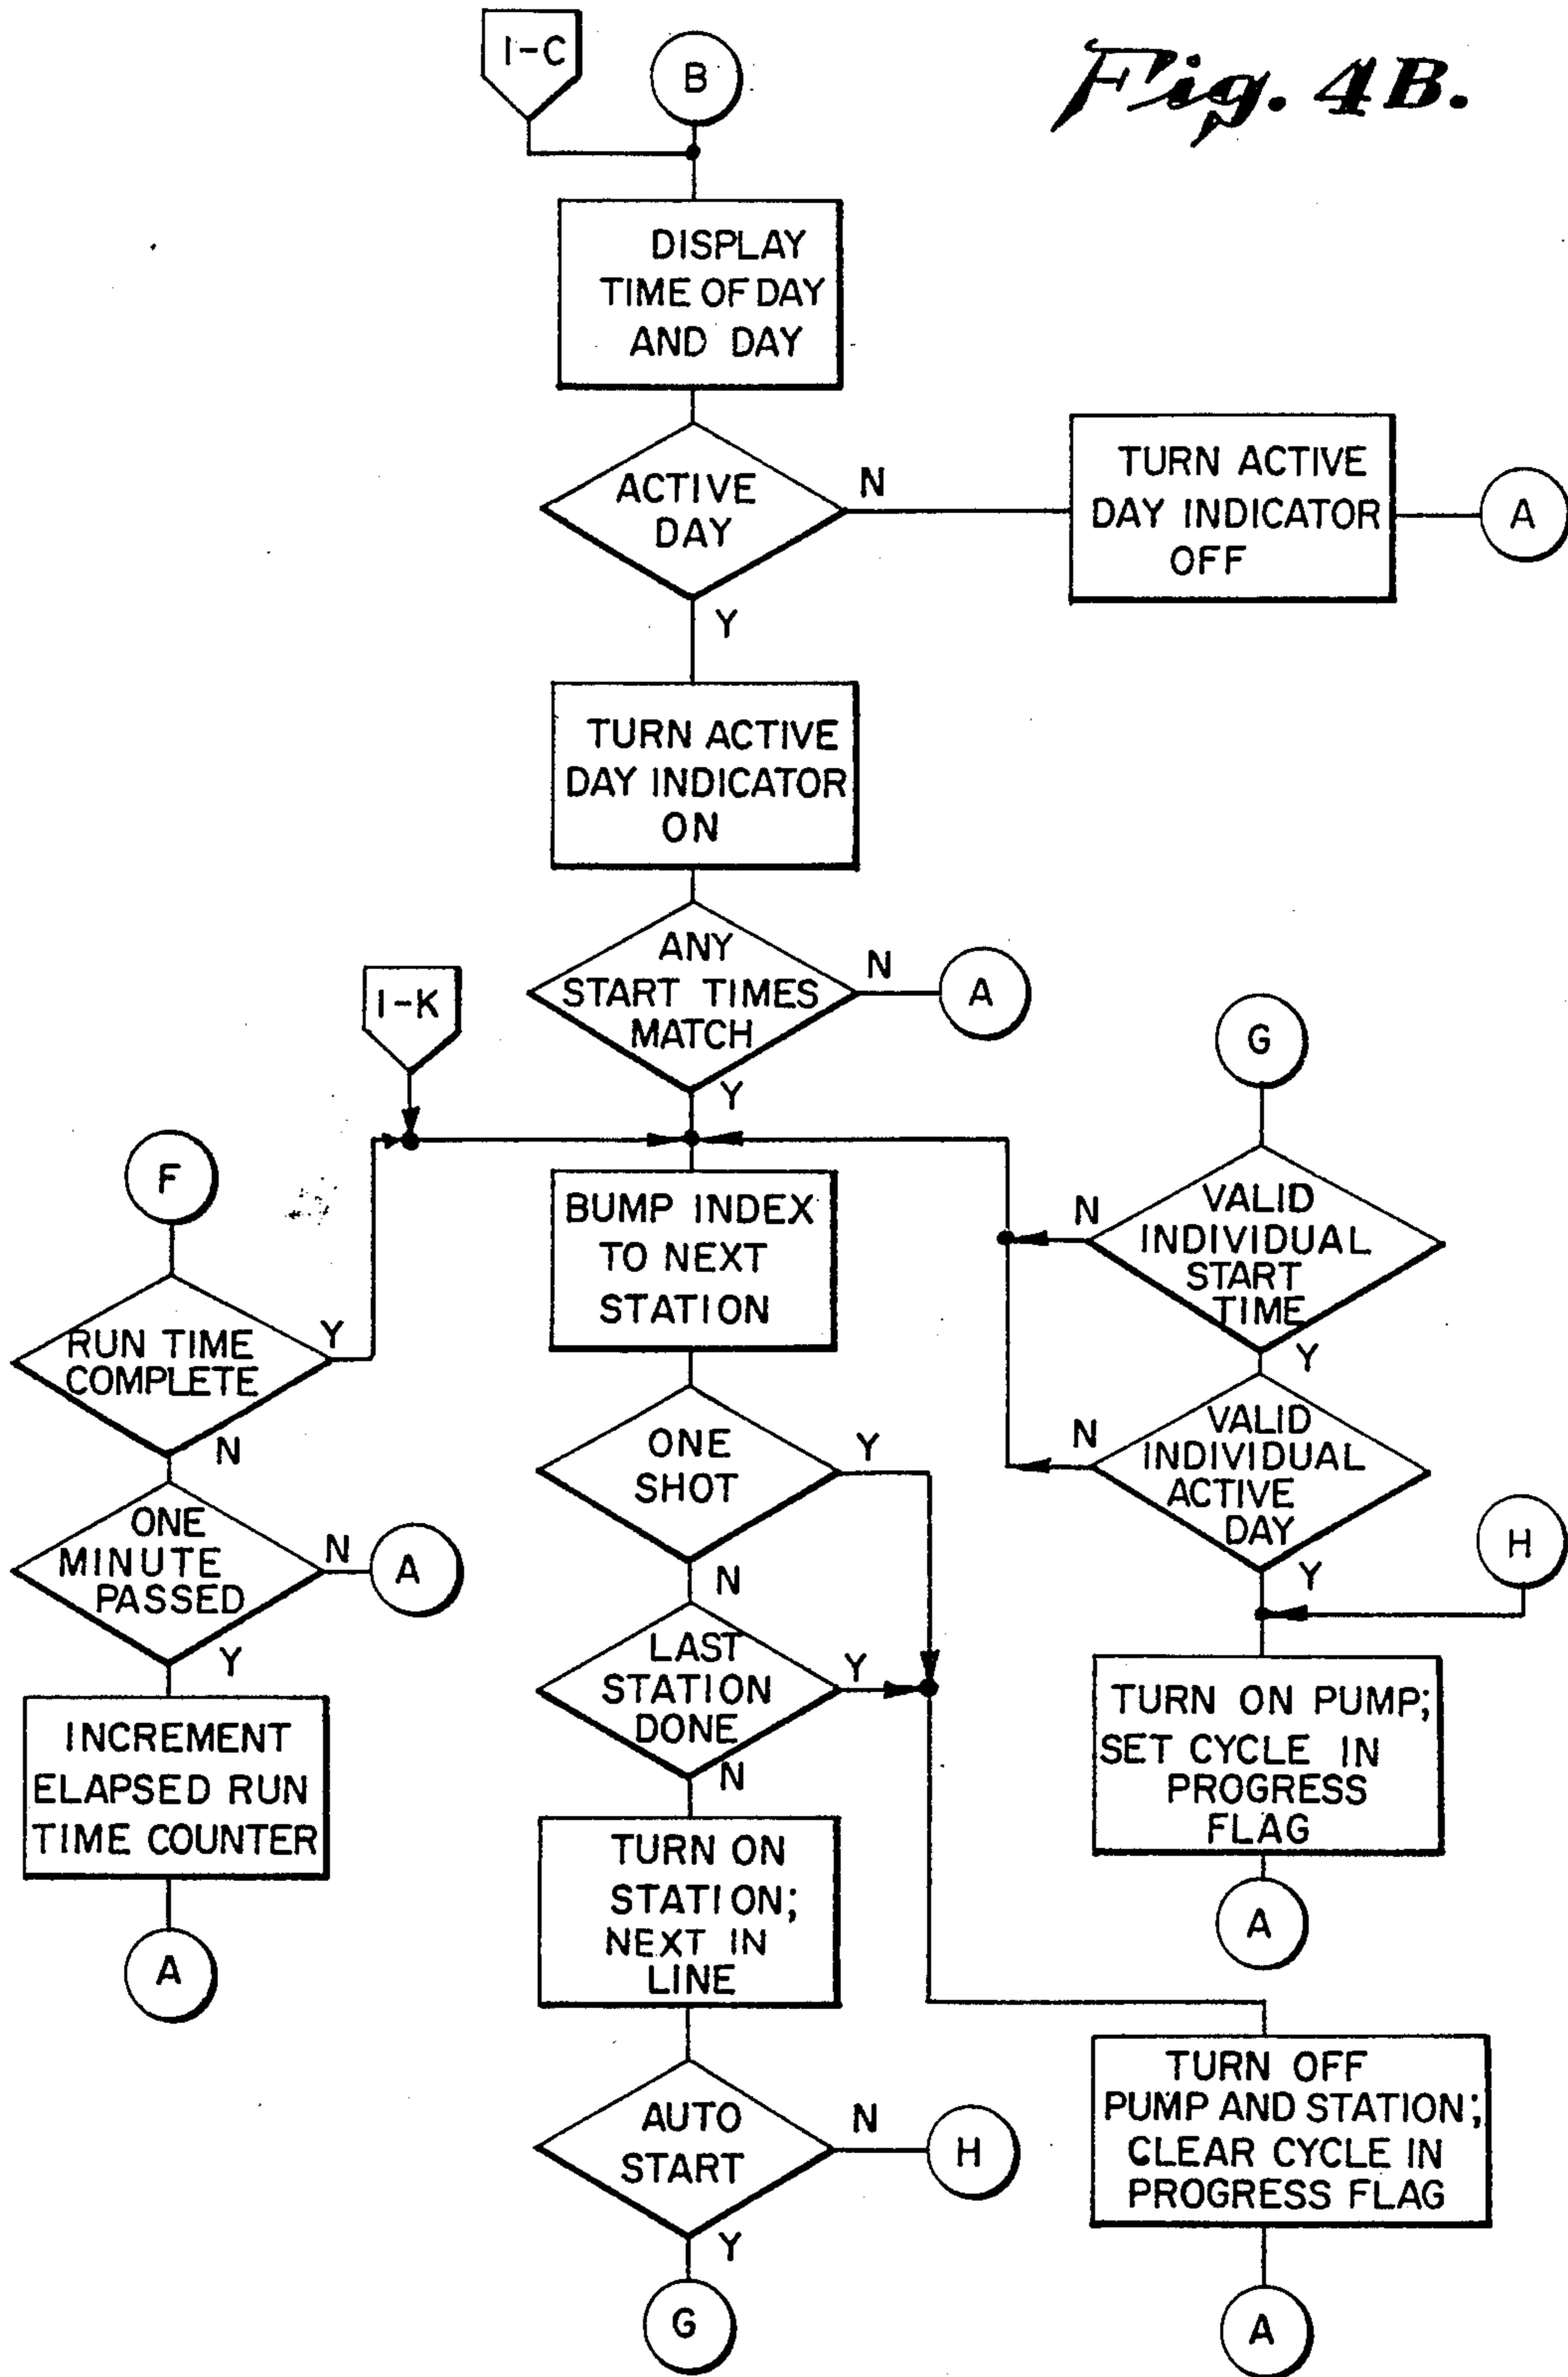 Fig. 4B.
I-C
B
DISPLAY
TIME OF DAY
AND DAY
ACTIVE
DAY
N
TURN ACTIVE
DAY INDICATOR
OFF
A
Y
TURN ACTIVE
DAY INDICATOR
ON
ANY
START TIMES
MATCH
N
A
Y
I-K
G
F
BUMP INDEX
TO NEXT
STATION
VALID
INDIVIDUAL
START
TIME
N
Y
RUN TIME
COMPLETE
Y
N
ONE
SHOT
Y
N
VALID
INDIVIDUAL
ACTIVE
DAY
N
Y
H
ONE
MINUTE
PASSED
N
A
Y
LAST
STATION
DONE
Y
N
TURN ON PUMP;
SET CYCLE IN
PROGRESS
FLAG
A
INCREMENT
ELAPSED RUN
TIME COUNTER
A
TURN ON
STATION;
NEXT IN
LINE
AUTO
START
N
H
Y
G
TURN OFF
PUMP AND STATION;
CLEAR CYCLE IN
PROGRESS FLAG
A